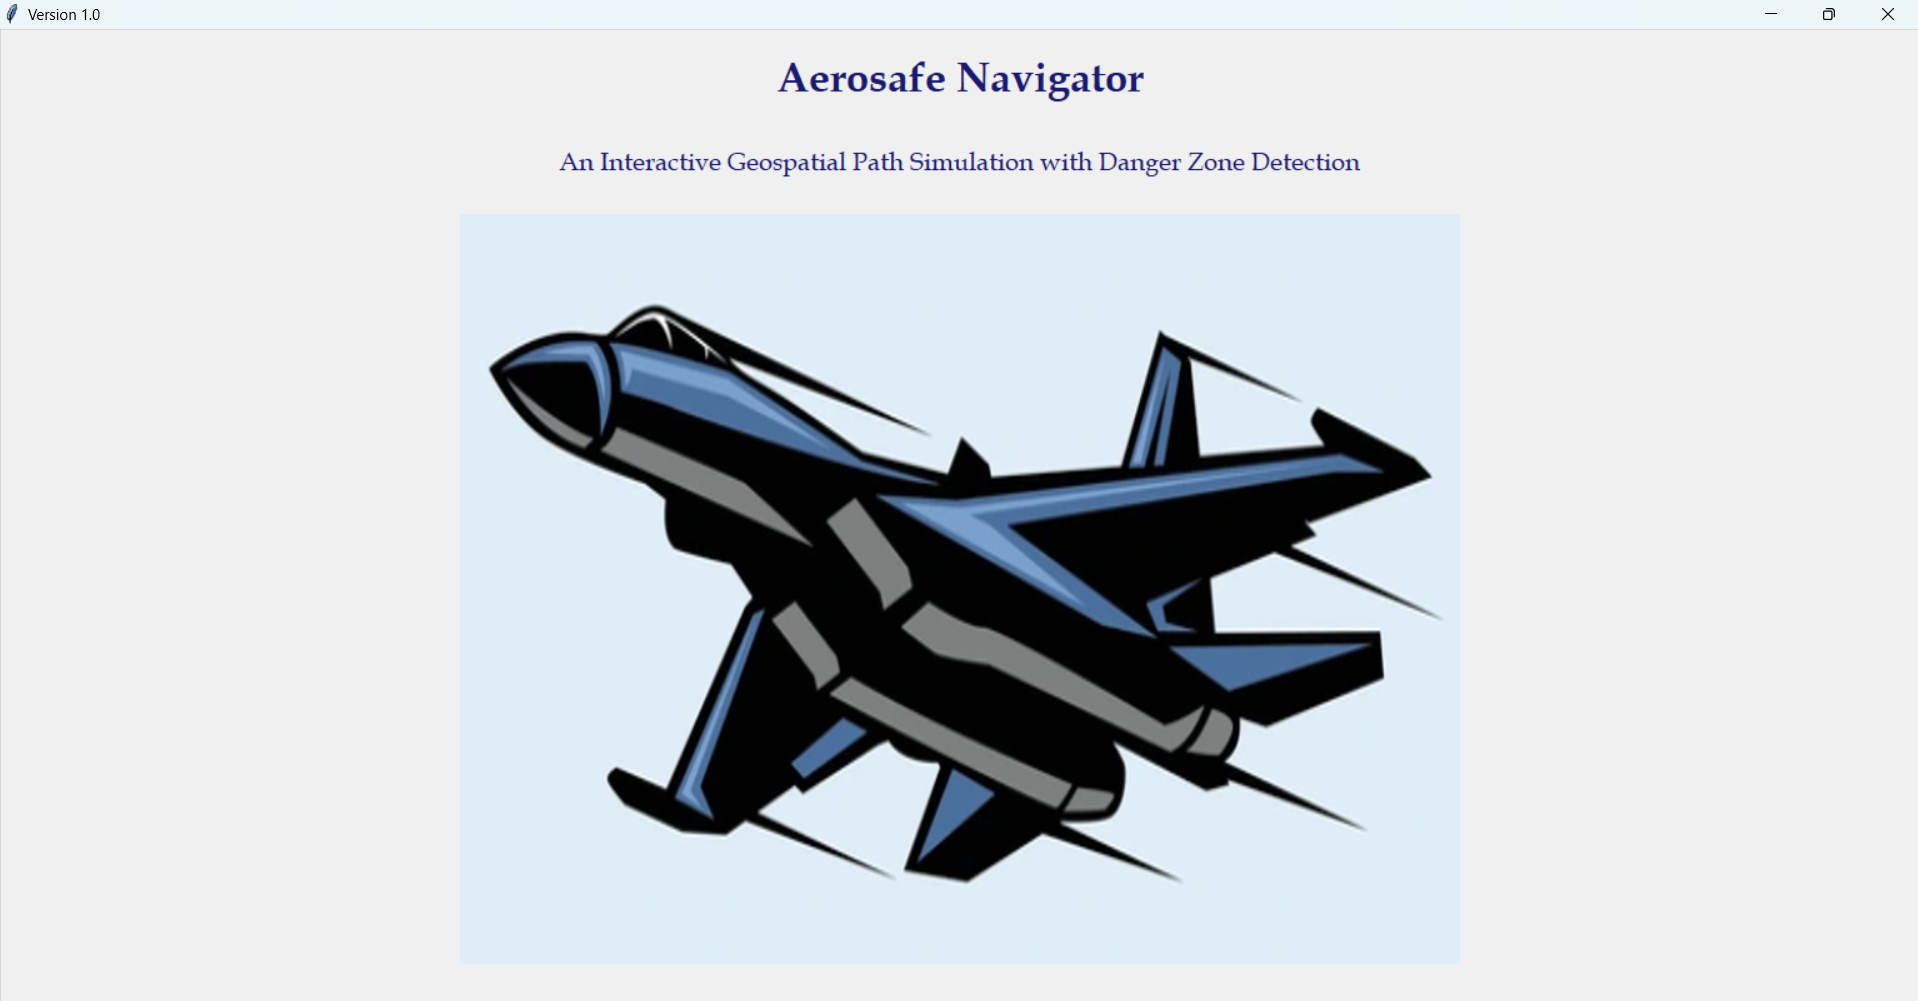 Version 1.0
Aerosafe Navigator
An Interactive Geospatial Path Simulation with Danger Zone Detection